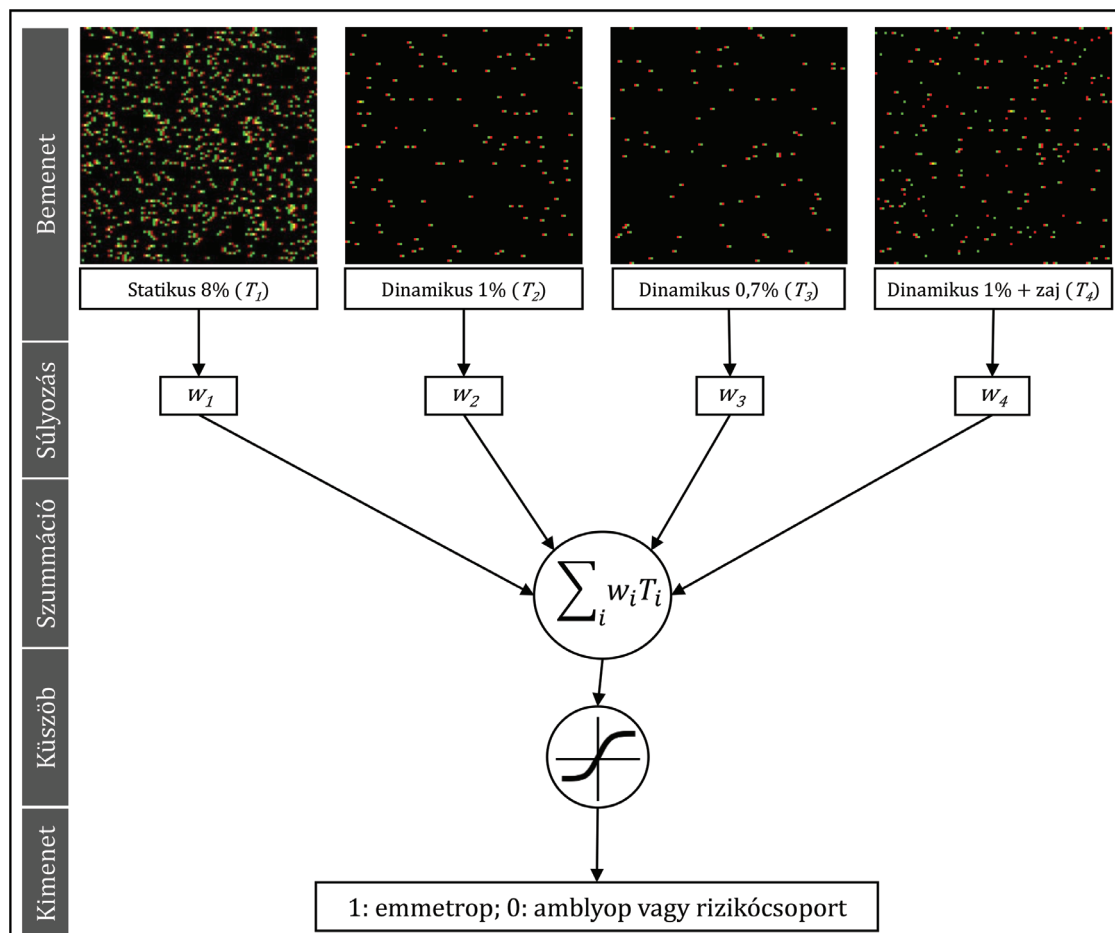 Bemenet
Statikus 8% (T₁)
Dinamikus 1% (T₂)
Dinamikus 0,7% (T₃)
Dinamikus 1% + zaj (T₄)
Súlyozás
w₁
w₂
w₃
w₄
Szummáció
∑ᵢ wᵢTᵢ
Küszöb
Kimenet
1: emmetrop; 0: amblyop vagy rizikócsoport